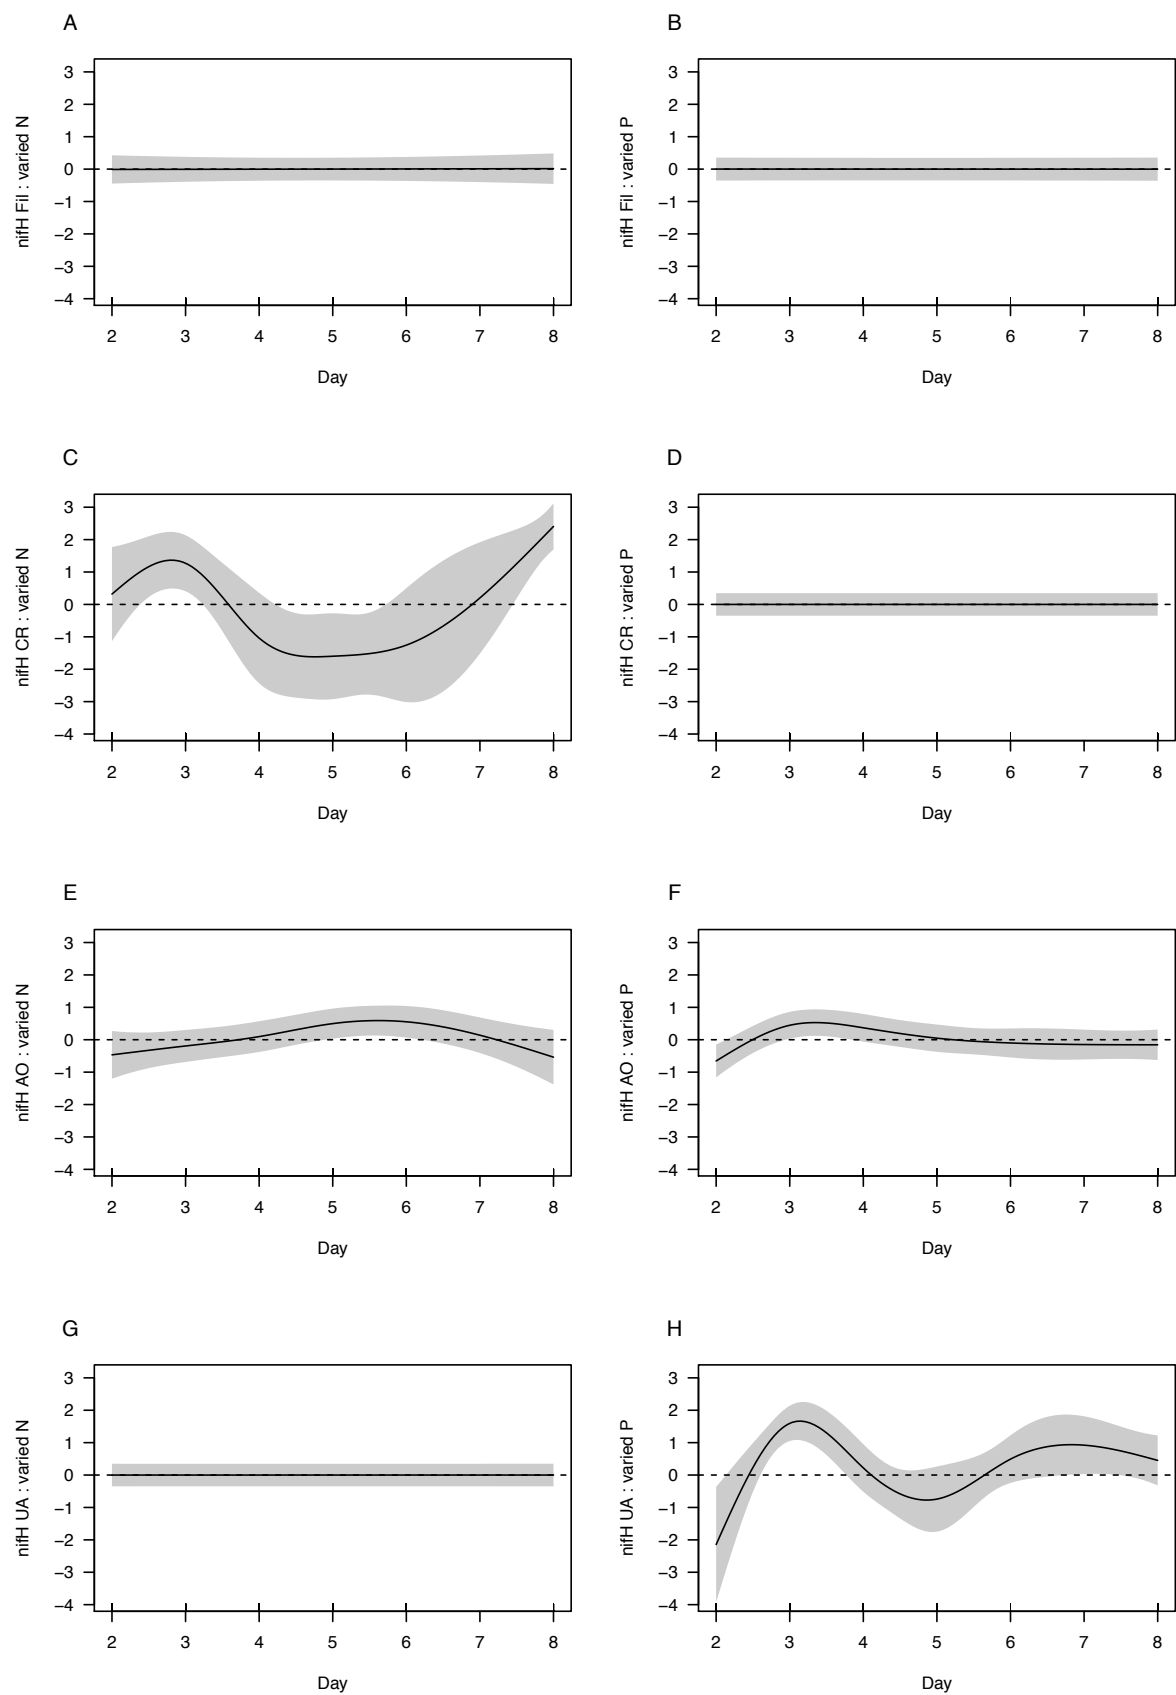 A
3
2
1
0
−1
−2
−3
−4
nifH Fil : varied N
2 3 4 5 6 7 8
Day
B
3
2
1
0
−1
−2
−3
−4
nifH Fil : varied P
2 3 4 5 6 7 8
Day
C
3
2
1
0
−1
−2
−3
−4
nifH CR : varied N
2 3 4 5 6 7 8
Day
D
3
2
1
0
−1
−2
−3
−4
nifH CR : varied P
2 3 4 5 6 7 8
Day
E
3
2
1
0
−1
−2
−3
−4
nifH AO : varied N
2 3 4 5 6 7 8
Day
F
3
2
1
0
−1
−2
−3
−4
nifH AO : varied P
2 3 4 5 6 7 8
Day
G
3
2
1
0
−1
−2
−3
−4
nifH UA : varied N
2 3 4 5 6 7 8
Day
H
3
2
1
0
−1
−2
−3
−4
nifH UA : varied P
2 3 4 5 6 7 8
Day